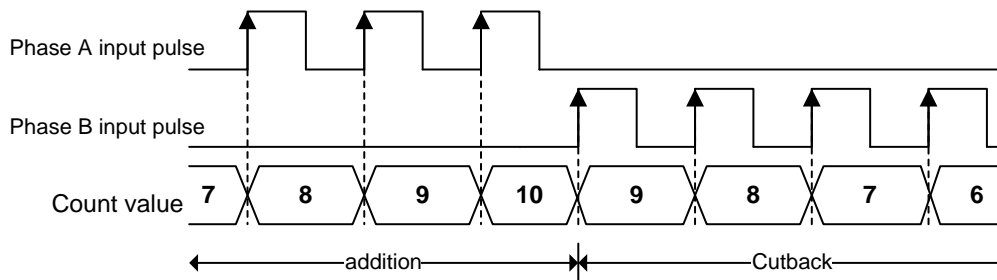 Phase A input pulse
Phase B input pulse
Count value 7 8 9 10 9 8 7 6
addition Cutback